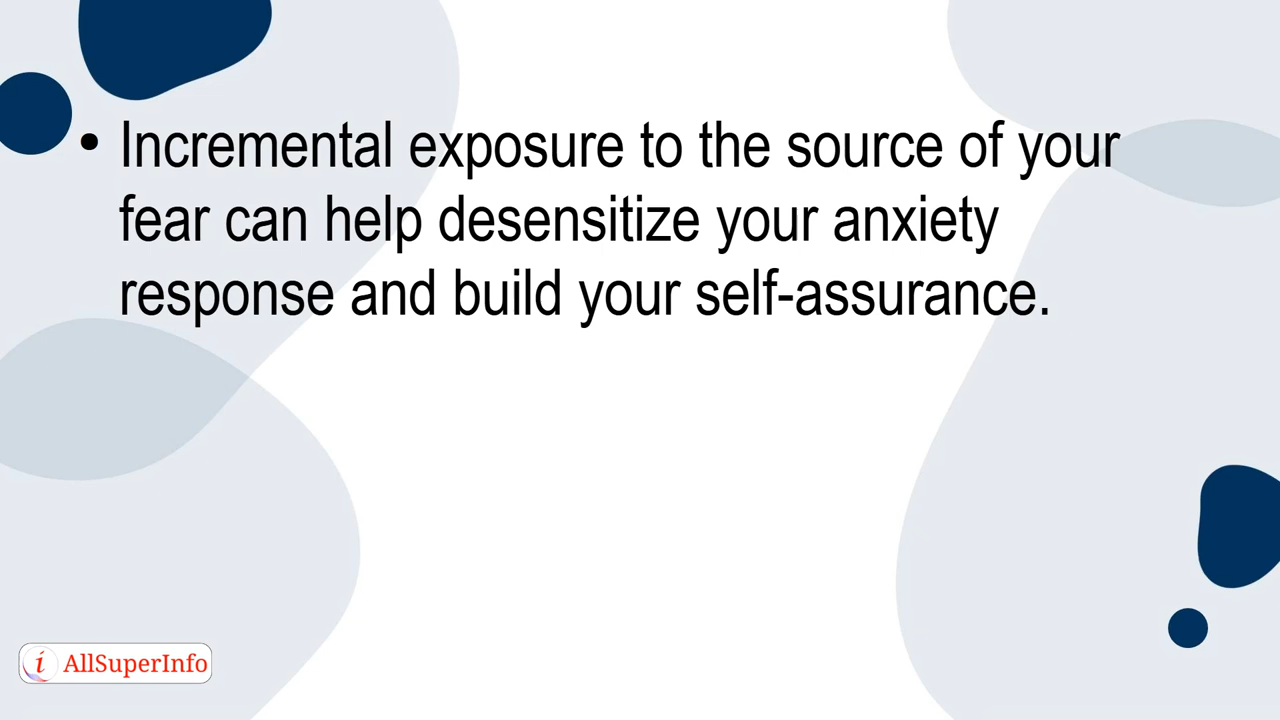 • Incremental exposure to the source of your
fear can help desensitize your anxiety
response and build your self-assurance.
i AllSuperInfo